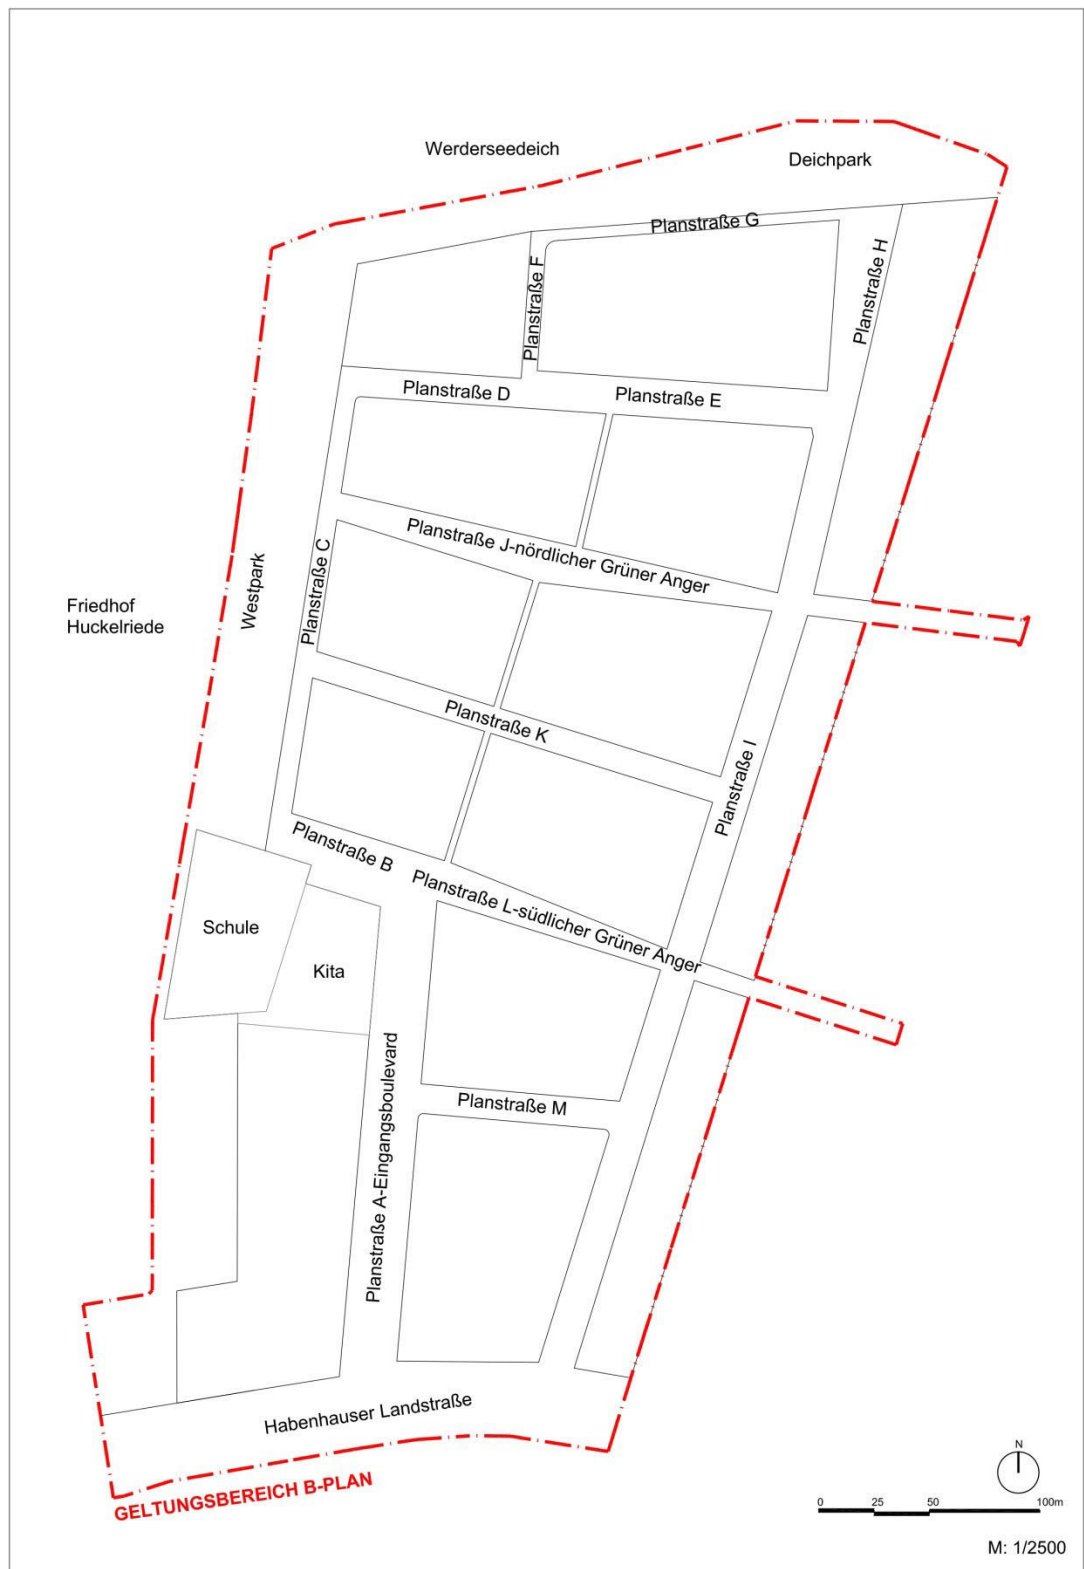 Werderseedeich
Deichpark
Planstraße G
Planstraße H
Planstraße F
Planstraße D
Planstraße E
Planstraße J-nördlicher Grüner Anger
Planstraße C
Westpark
Friedhof
Huckelriede
Planstraße K
Planstraße I
Planstraße B
Planstraße L-südlicher Grüner Anger
Schule
Kita
Planstraße A-Eingangsboulevard
Planstraße M
Habenhauser Landstraße
GELTUNGSBEREICH B-PLAN
N
0 25 50 100m
M: 1/2500